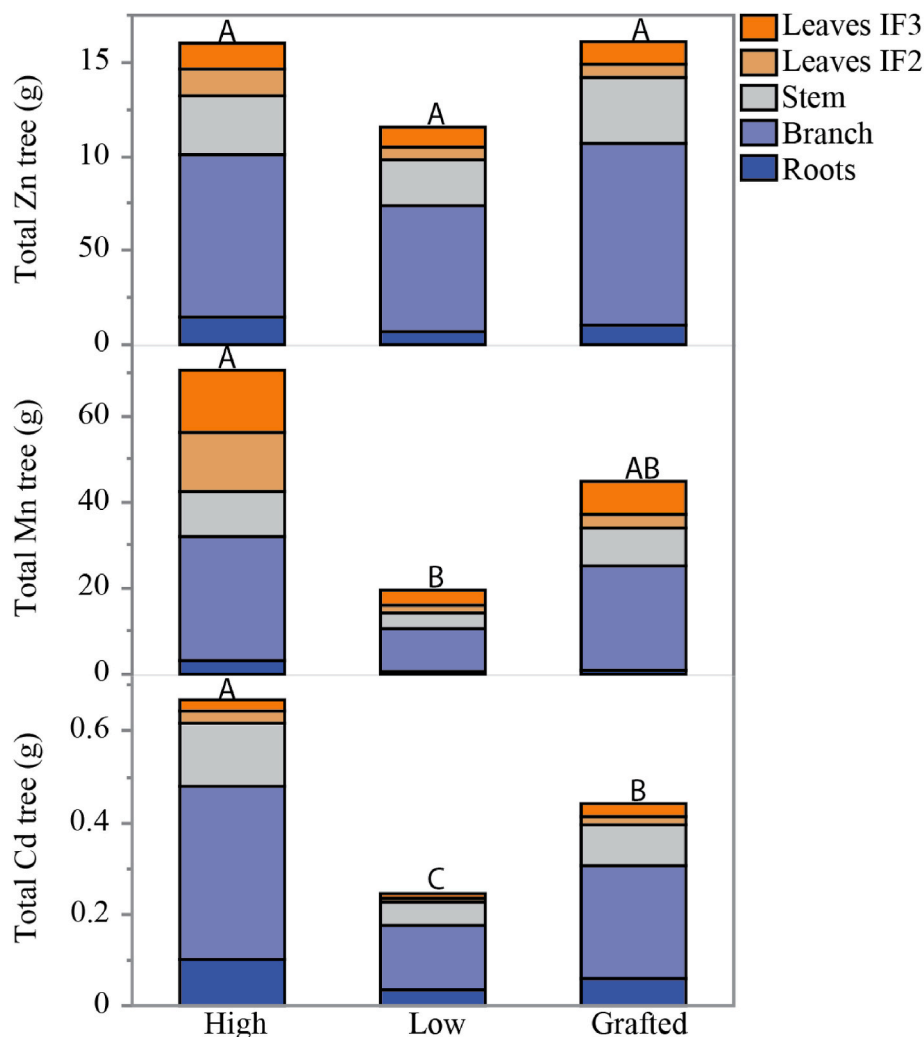 Leaves IF3
Leaves IF2
Stem
Branch
Roots
Total Zn tree (g)
15
10
50
0
A
A
A
Total Mn tree (g)
60
40
20
0
A
B
AB
Total Cd tree (g)
0.6
0.4
0.2
0
A
C
B
High
Low
Grafted